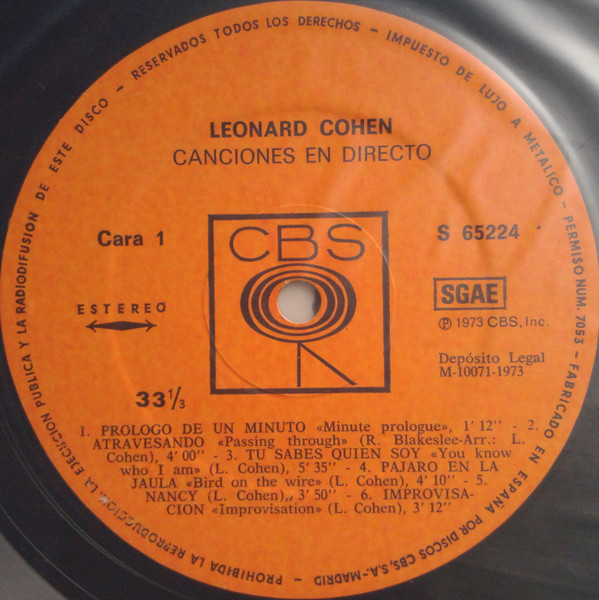 RESERVADOS TODOS LOS DERECHOS - IMPUESTO DE LUJO A METALICO - PERMISO NUM. 7053 - FABRICADO EN ESPAÑA POR DISCOS CBS, S.A.-MADRID - PROHIBIDA LA REPRODUCCION, LA EJECUCION PUBLICA Y LA RADIODIFUSION DE ESTE DISCO -
LEONARD COHEN
CANCIONES EN DIRECTO
Cara 1
CBS
S 65224
ESTEREO
SGAE
Ⓟ 1973 CBS, Inc.
Depósito Legal
M-10071-1973
33 1/3
1. PROLOGO DE UN MINUTO «Minute prologue», 1' 12'' - 2.
ATRAVESANDO «Passing through» (R. Blakeslee-Arr.: L.
Cohen), 4' 00'' - 3. TU SABES QUIEN SOY «You know
who I am» (L. Cohen), 5' 35'' - 4. PAJARO EN LA
JAULA «Bird on the wire» (L. Cohen), 4' 10'' - 5.
NANCY (L. Cohen),, 3' 50'' - 6. IMPROVISA-
CION «Improvisation» (L. Cohen), 3' 12''